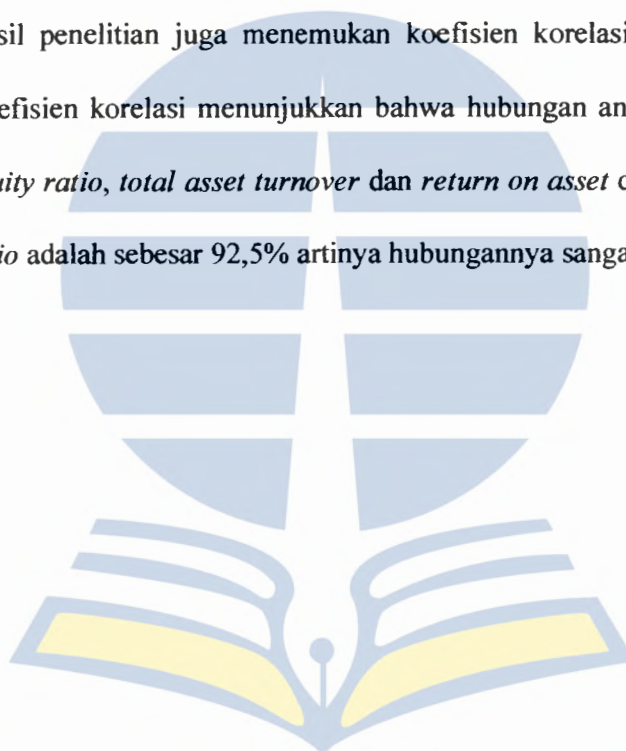 sil penelitian juga menemukan koefisien korelasi
efisien korelasi menunjukkan bahwa hubungan an
uity ratio, total asset turnover dan return on asset
io adalah sebesar 92,5% artinya hubungannya sanga